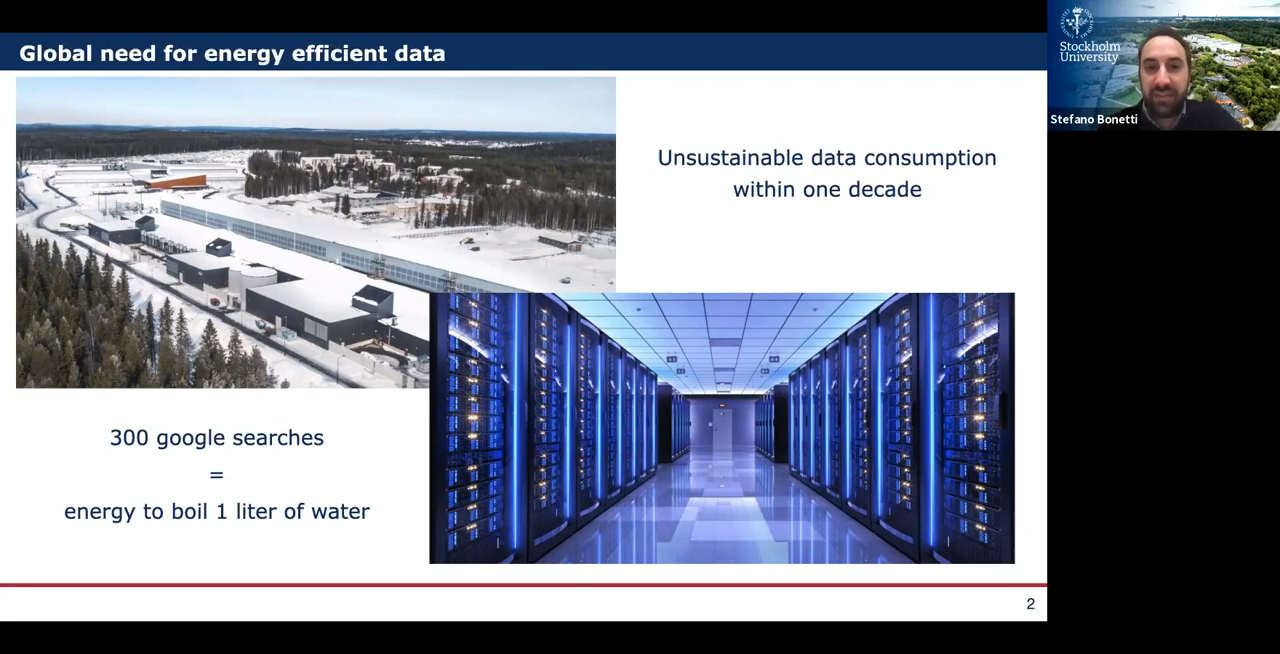 Global need for energy efficient data
Unsustainable data consumption
within one decade
300 google searches
=
energy to boil 1 liter of water
2
Stockholm
University
Stefano Bonetti